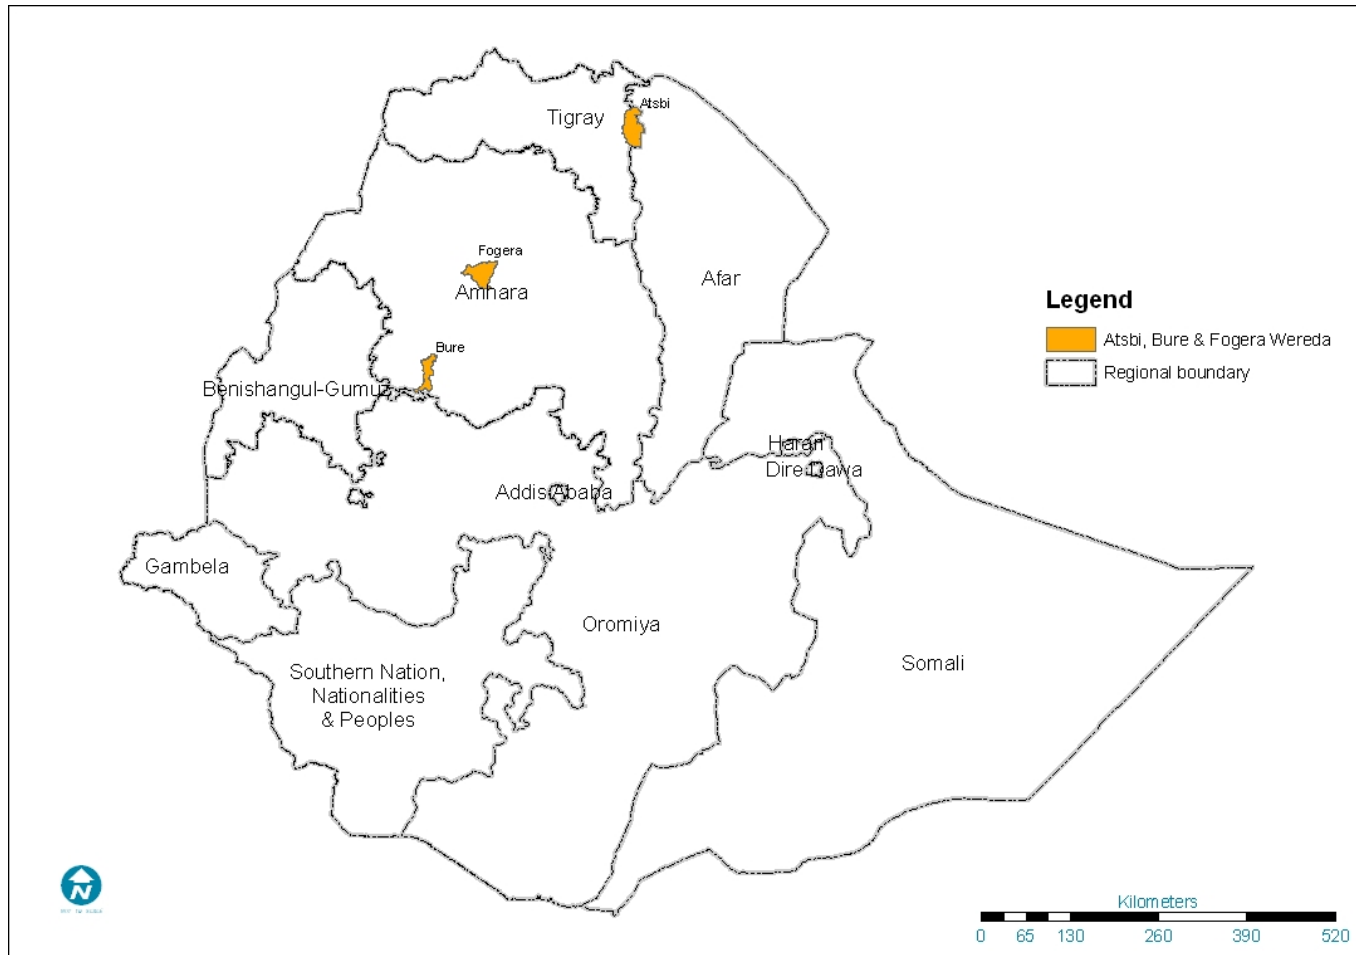 Atsbi
Tigray
Fogera
Amhara
Afar
Bure
Benishangul-Gumuz
Harari
Dire Dawa
Addis Ababa
Gambela
Oromiya
Southern Nation,
Nationalities
& Peoples
Somali
Legend
Atsbi, Bure & Fogera Wereda
Regional boundary
N
Kilometers
0 65 130 260 390 520